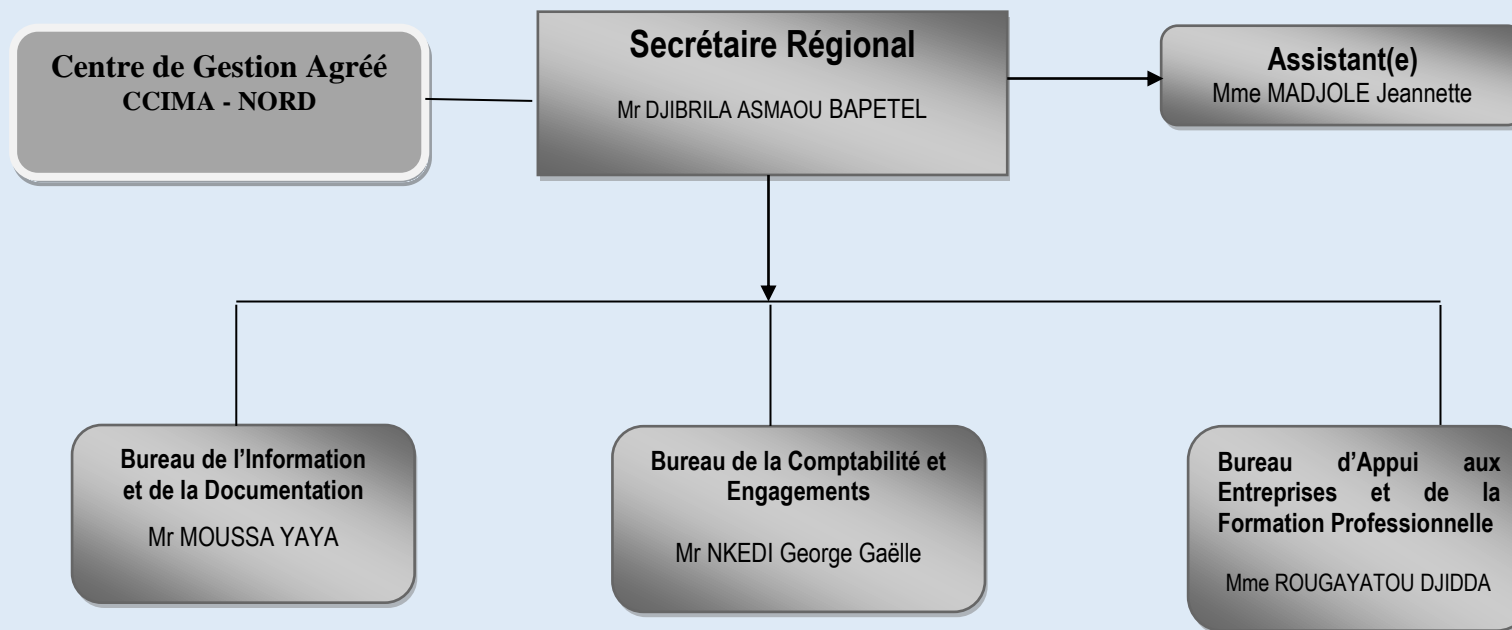 Centre de Gestion Agréé
CCIMA - NORD
Secrétaire Régional
Mr DJIBRILA ASMAOU BAPETEL
Assistant(e)
Mme MADJOLE Jeannette
Bureau de l’Information
et de la Documentation
Mr MOUSSA YAYA
Bureau de la Comptabilité et
Engagements
Mr NKEDI George Gaëlle
Bureau d’Appui aux
Entreprises et de la
Formation Professionnelle
Mme ROUGAYATOU DJIDDA